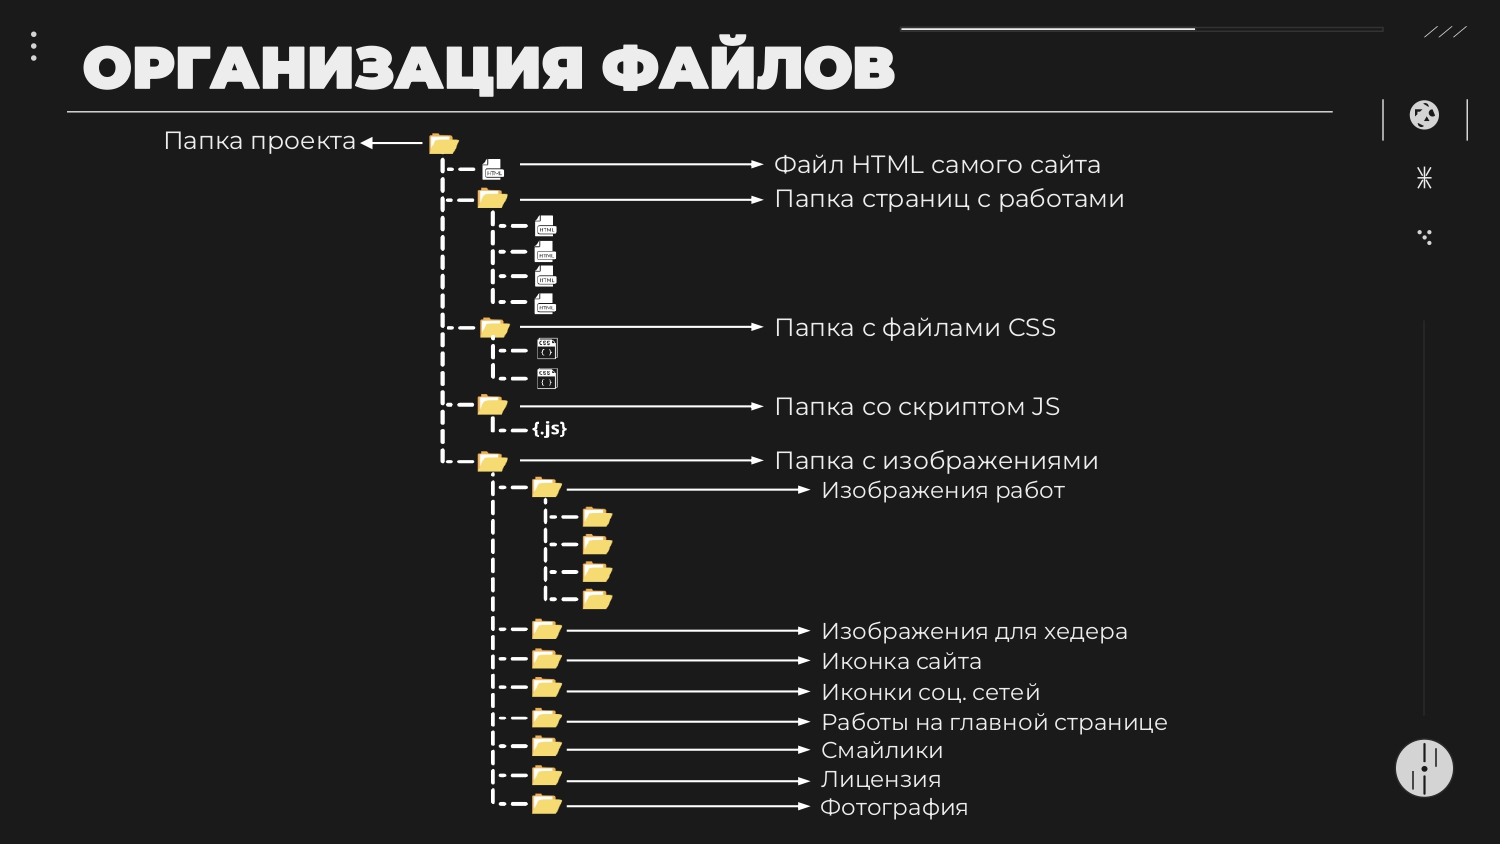 ОРГАНИЗАЦИЯ ФАЙЛОВ
Папка проекта
HTML
Файл HTML самого сайта
Папка страниц с работами
HTML
HTML
HTML
HTML
Папка с файлами CSS
CSS
{ }
CSS
{ }
Папка со скриптом JS
{.js}
Папка с изображениями
Изображения работ
Изображения для хедера
Иконка сайта
Иконки соц. сетей
Работы на главной странице
Смайлики
Лицензия
Фотография